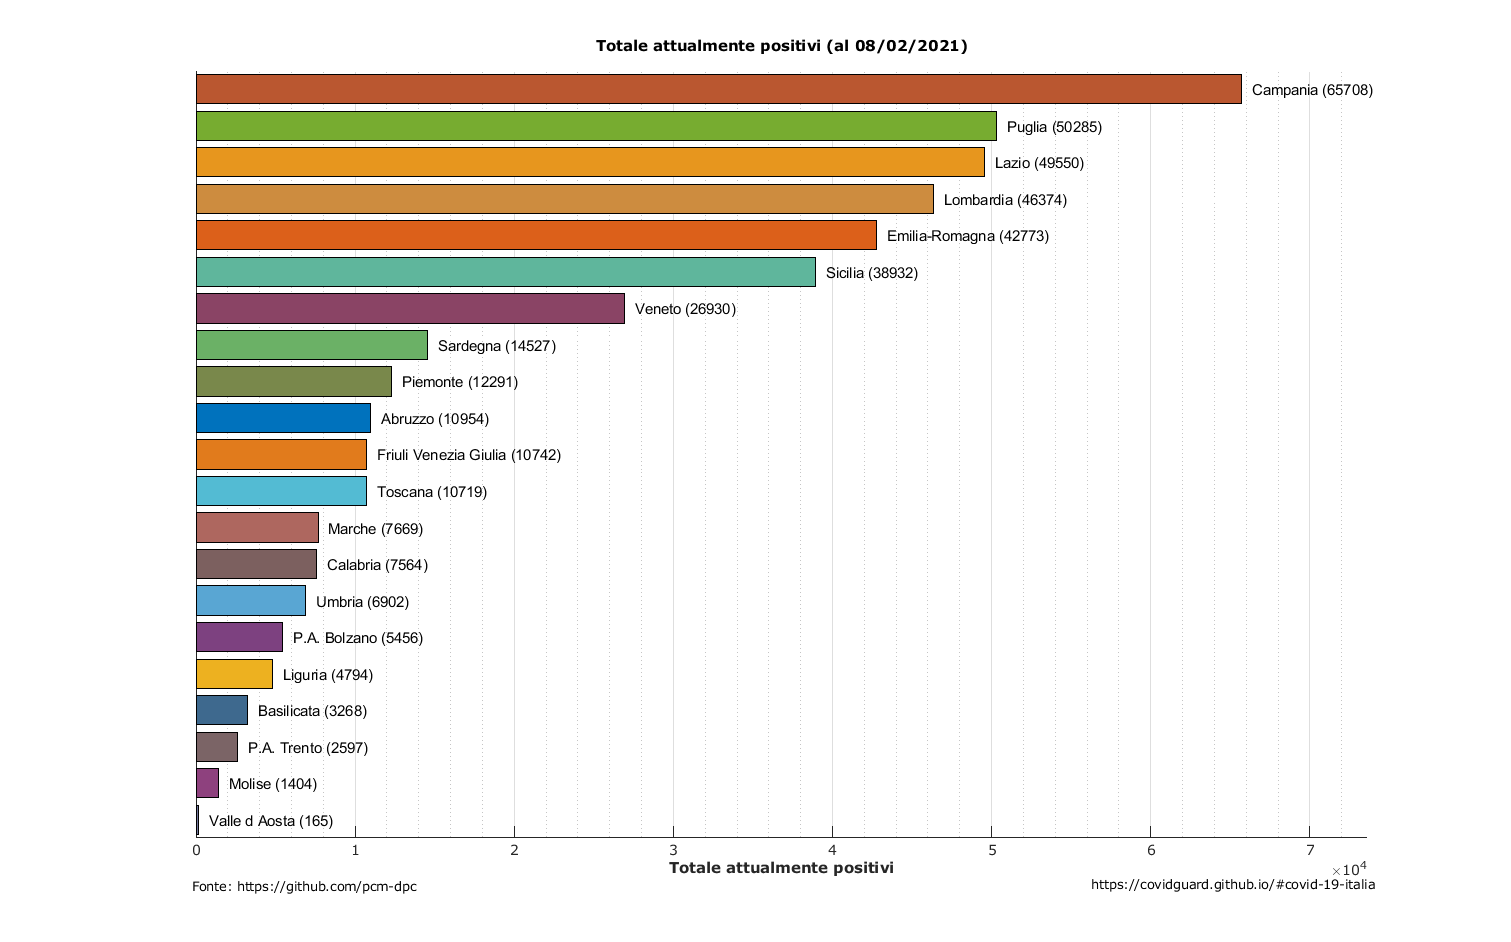 Totale attualmente positivi (al 08/02/2021)
Campania (65708)
Puglia (50285)
Lazio (49550)
Lombardia (46374)
Emilia-Romagna (42773)
Sicilia (38932)
Veneto (26930)
Sardegna (14527)
Piemonte (12291)
Abruzzo (10954)
Friuli Venezia Giulia (10742)
Toscana (10719)
Marche (7669)
Calabria (7564)
Umbria (6902)
P.A. Bolzano (5456)
Liguria (4794)
Basilicata (3268)
P.A. Trento (2597)
Molise (1404)
Valle d Aosta (165)
0 1 2 3 4 5 6 7
×10⁴
Totale attualmente positivi
Fonte: https://github.com/pcm-dpc
https://covidguard.github.io/#covid-19-italia